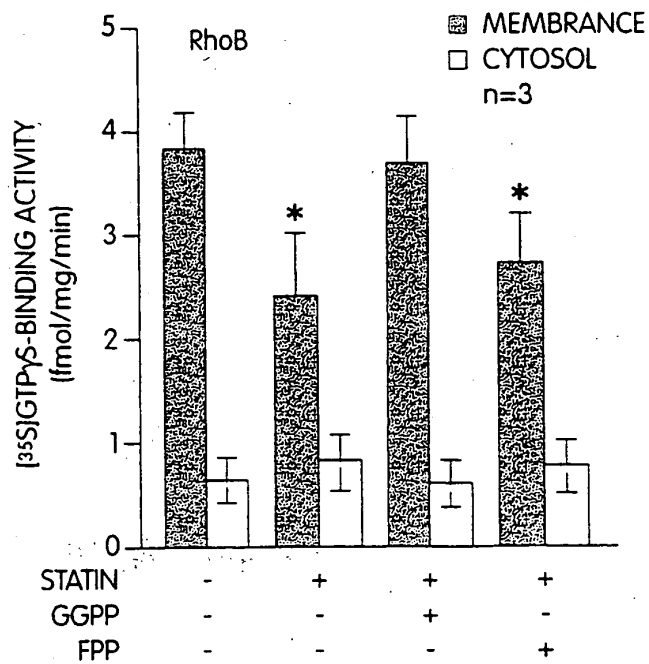 RhoB
MEMBRANCE
CYTOSOL
n=3
[35S]GTPγS-BINDING ACTIVITY
(fmol/mg/min)
5
4
3
2
1
0
* *
STATIN - + + +
GGPP - - + -
FPP - - - +